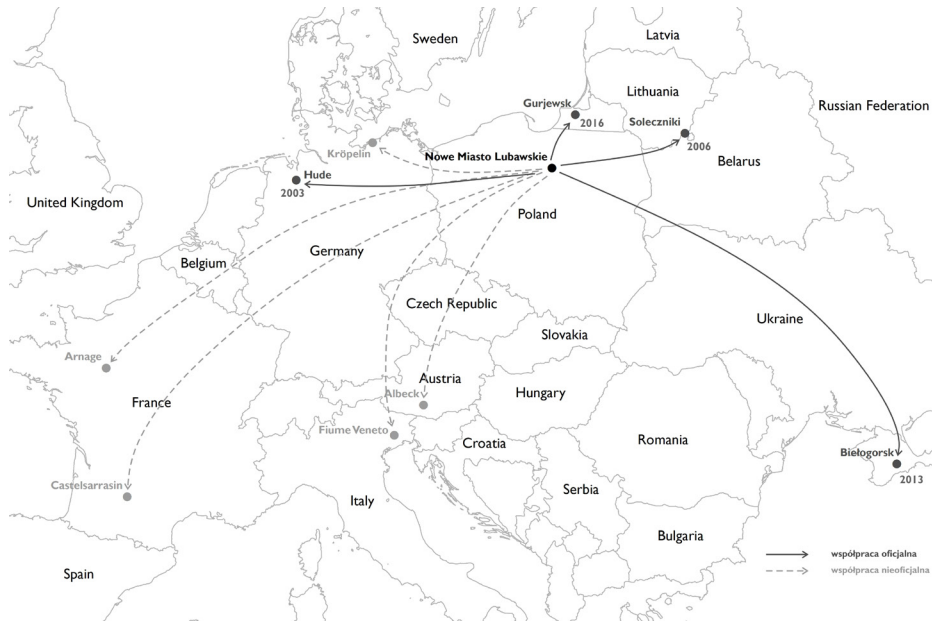 Latvia
Sweden
Lithuania
Gurjewsk
2016
Russian Federation
Soleczniki
2006
Kröpelin
Nowe Miasto Lubawskie
Belarus
Hude
2003
United Kingdom
Poland
Germany
Belgium
Czech Republic
Ukraine
Slovakia
Arnage
Austria
Albeck
Hungary
France
Fiume Veneto
Croatia
Romania
Biełogorsk
2013
Castelsarrasin
Italy
Serbia
Bulgaria
Spain
współpraca oficjalna
współpraca nieoficjalna